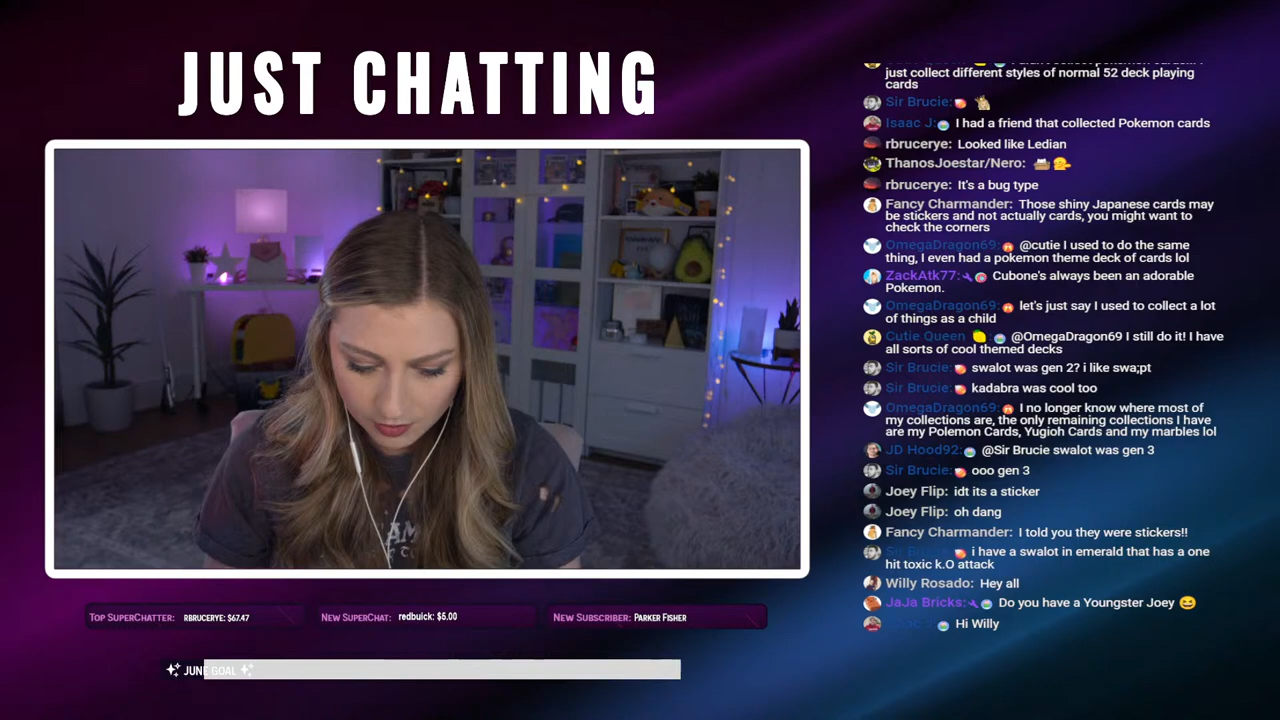 JUST CHATTING
just collect different styles of normal 52 deck playing
cards
Sir Brucie:
Isaac J: I had a friend that collected Pokemon cards
rbrucerye: Looked like Ledian
ThanosJoestar/Nero:
rbrucerye: It's a bug type
Fancy Charmander: Those shiny Japanese cards may
be stickers and not actually cards, you might want to
check the corners
OmegaDragon69: @cutie I used to do the same
thing, I even had a pokemon theme deck of cards lol
ZackAtk77: Cubone's always been an adorable
Pokemon.
OmegaDragon69: let's just say I used to collect a lot
of things as a child
Cutie Queen 🍋: @OmegaDragon69 I still do it! I have
all sorts of cool themed decks
Sir Brucie: swalot was gen 2? i like swa;pt
Sir Brucie: kadabra was cool too
OmegaDragon69: I no longer know where most of
my collections are, the only remaining collections I have
are my Polemon Cards, Yugioh Cards and my marbles lol
JD Hood92: @Sir Brucie swalot was gen 3
Sir Brucie: ooo gen 3
Joey Flip: idt its a sticker
Joey Flip: oh dang
Fancy Charmander: I told you they were stickers!!
Sir Brucie: i have a swalot in emerald that has a one
hit toxic k.O attack
Willy Rosado: Hey all
JaJa Bricks: Do you have a Youngster Joey 😆
Hi Willy
TOP SUPERCHATTER: RBRUCERYE: $67.47
NEW SUPERCHAT: redbuick: $5.00
NEW SUBSCRIBER: PARKER FISHER
JUNE GOAL